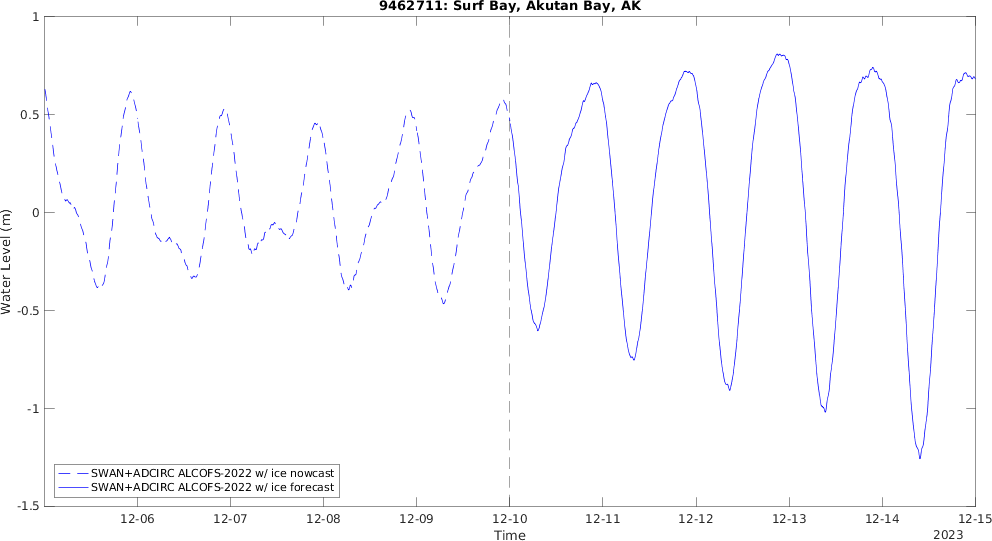 9462711: Surf Bay, Akutan Bay, AK
1
0.5
0
-0.5
-1
-1.5
Water Level (m)
SWAN+ADCIRC ALCOFS-2022 w/ ice nowcast
SWAN+ADCIRC ALCOFS-2022 w/ ice forecast
12-06 12-07 12-08 12-09 12-10 12-11 12-12 12-13 12-14 12-15
Time
2023